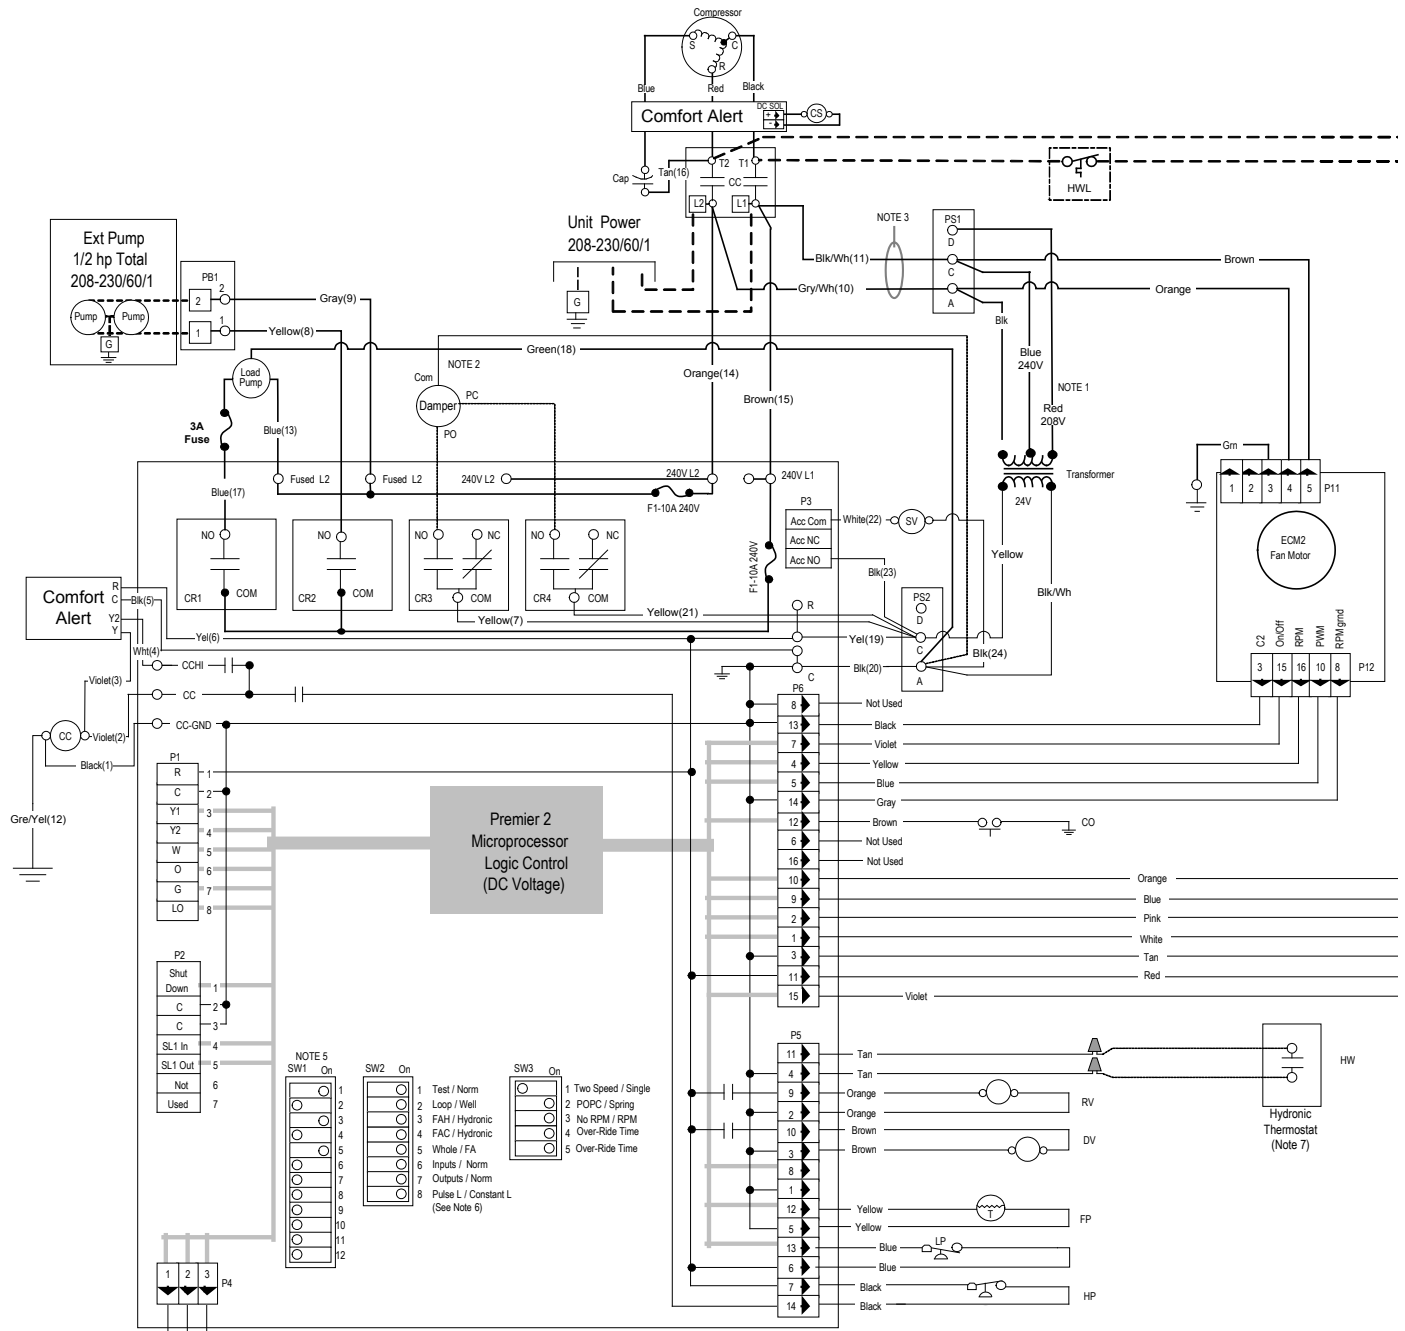 Compressor
S
C
R
Blue
Red
Black
Comfort Alert
DC SOL
+
-
CS
T2
T1
Cap
Tan(16)
CC
L2
L1
HWL
Unit Power
208-230/60/1
G
NOTE 3
PS1
D
C
A
Blk/Wh(11)
Gry/Wh(10)
Brown
Orange
Ext Pump
1/2 hp Total
208-230/60/1
Pump
Pump
G
PB1
2
2
1
1
Gray(9)
Yellow(8)
Green(18)
Load
Pump
3A
Fuse
Blue(13)
Com
NOTE 2
Damper
PC
PO
Orange(14)
Brown(15)
Blk
Blue
240V
NOTE 1
Red
208V
Transformer
24V
Grn
1
2
3
4
5
P11
ECM2
Fan Motor
Fused L2
Fused L2
240V L2
240V L2
240V L1
F1-10A 240V
F1-10A 240V
Blue(17)
NO
COM
CR1
NO
COM
CR2
NO
NC
CR3
COM
NO
NC
CR4
COM
P3
Acc Com
Acc NC
Acc NO
White(22)
SV
Blk(23)
Yellow
Blk/Wh
Comfort
Alert
R
C
Y2
Y
Blk(5)
Yel(6)
Wht(4)
Violet(3)
Violet(2)
Black(1)
CC
Gre/Yel(12)
CCHI
CC
CC-GND
Yellow(21)
Yellow(7)
R
C
Yel(19)
Blk(20)
Blk(24)
PS2
D
C
A
C2
On/Off
RPM
PWM
RPM grnd
3
15
16
10
8
P12
P1
R 1
C 2
Y1 3
Y2 4
W 5
O 6
G 7
LO 8
Premier 2
Microprocessor
Logic Control
(DC Voltage)
P6
8 Not Used
13 Black
7 Violet
4 Yellow
5 Blue
14 Gray
12 Brown CO
6 Not Used
16 Not Used
10 Orange
9 Blue
2 Pink
1 White
3 Tan
11 Red
15 Violet
P2
Shut
Down 1
C 2
C 3
SL1 In 4
SL1 Out 5
Not 6
Used 7
NOTE 5
SW1 On
1
2
3
4
5
6
7
8
9
10
11
12
SW2 On
1 Test / Norm
2 Loop / Well
3 FAH / Hydronic
4 FAC / Hydronic
5 Whole / FA
6 Inputs / Norm
7 Outputs / Norm
8 Pulse L / Constant L
(See Note 6)
SW3 On
1 Two Speed / Single
2 POPC / Spring
3 No RPM / RPM
4 Over-Ride Time
5 Over-Ride Time
P5
11 Tan
4 Tan
9 Orange
2 Orange
RV
10 Brown
3 Brown
DV
8
1
12 Yellow
T
5 Yellow
FP
13 Blue
LP
6 Blue
7 Black
14 Black
HP
HW
Hydronic
Thermostat
(Note 7)
1
2
3
P4